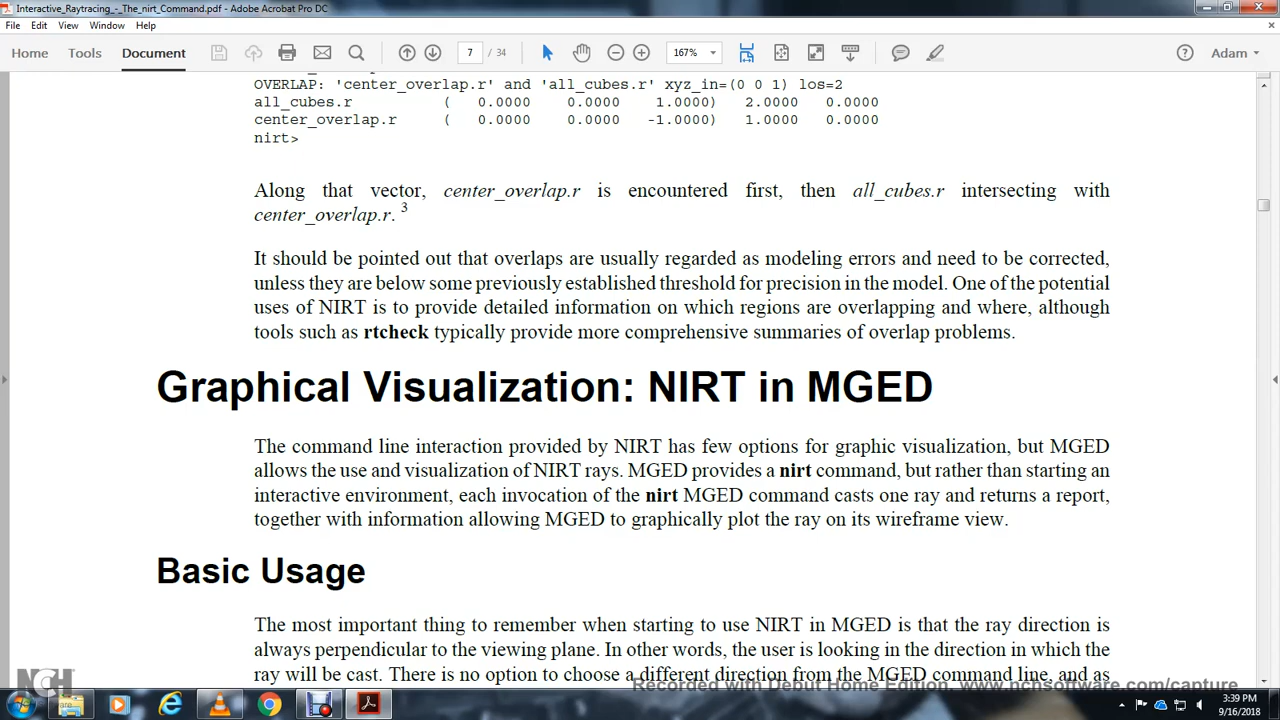 Interactive_Raytracing_-_The_nirt_Command.pdf - Adobe Acrobat Pro DC
File Edit View Window Help
Home Tools Document 7 / 34 167% Adam
OVERLAP: 'center_overlap.r' and 'all_cubes.r' xyz_in=(0 0 1) los=2
all_cubes.r ( 0.0000 0.0000 1.0000) 2.0000 0.0000
center_overlap.r ( 0.0000 0.0000 -1.0000) 1.0000 0.0000
nirt>
Along that vector, center_overlap.r is encountered first, then all_cubes.r intersecting with
center_overlap.r. 3
It should be pointed out that overlaps are usually regarded as modeling errors and need to be corrected,
unless they are below some previously established threshold for precision in the model. One of the potential
uses of NIRT is to provide detailed information on which regions are overlapping and where, although
tools such as rtcheck typically provide more comprehensive summaries of overlap problems.
Graphical Visualization: NIRT in MGED
The command line interaction provided by NIRT has few options for graphic visualization, but MGED
allows the use and visualization of NIRT rays. MGED provides a nirt command, but rather than starting an
interactive environment, each invocation of the nirt MGED command casts one ray and returns a report,
together with information allowing MGED to graphically plot the ray on its wireframe view.
Basic Usage
The most important thing to remember when starting to use NIRT in MGED is that the ray direction is
always perpendicular to the viewing plane. In other words, the user is looking in the direction in which the
ray will be cast. There is no option to choose a different direction from the MGED command line, and as
NCH
Recorded with Debut Home Edition. www.nchsoftware.com/capture
3:39 PM
9/16/2018